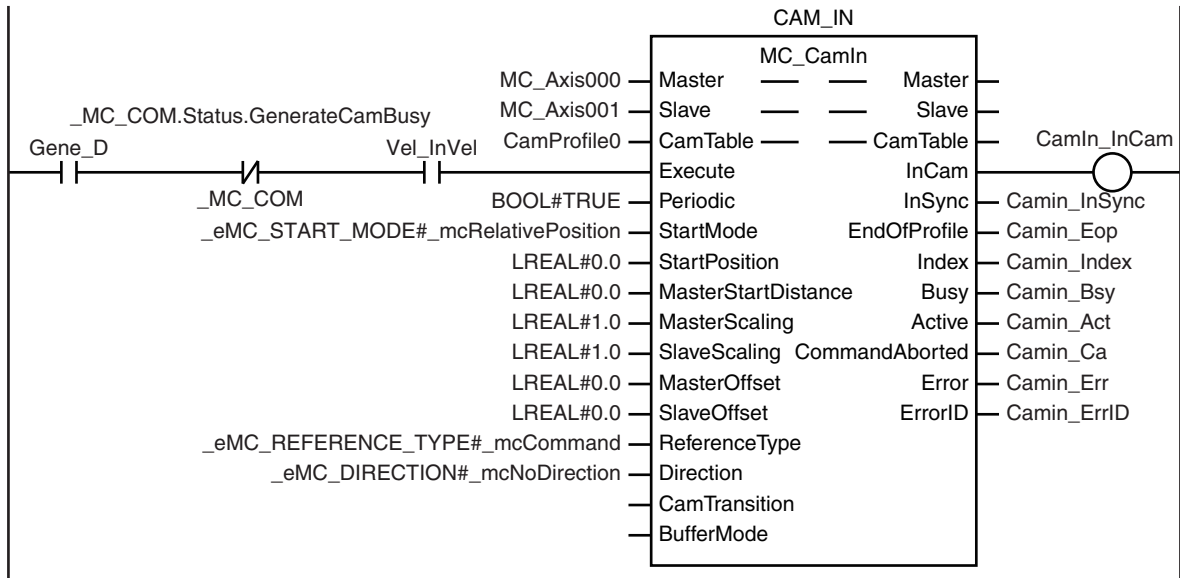 CAM_IN
MC_CamIn
MC_Axis000 Master Master
MC_Axis001 Slave Slave
_MC_COM.Status.GenerateCamBusy
CamProfile0 CamTable CamTable CamIn_InCam
Gene_D Vel_InVel
Execute InCam
_MC_COM
BOOL#TRUE Periodic InSync Camin_InSync
_eMC_START_MODE#_mcRelativePosition StartMode EndOfProfile Camin_Eop
LREAL#0.0 StartPosition Index Camin_Index
LREAL#0.0 MasterStartDistance Busy Camin_Bsy
LREAL#1.0 MasterScaling Active Camin_Act
LREAL#1.0 SlaveScaling CommandAborted Camin_Ca
LREAL#0.0 MasterOffset Error Camin_Err
LREAL#0.0 SlaveOffset ErrorID Camin_ErrID
_eMC_REFERENCE_TYPE#_mcCommand ReferenceType
_eMC_DIRECTION#_mcNoDirection Direction
CamTransition
BufferMode